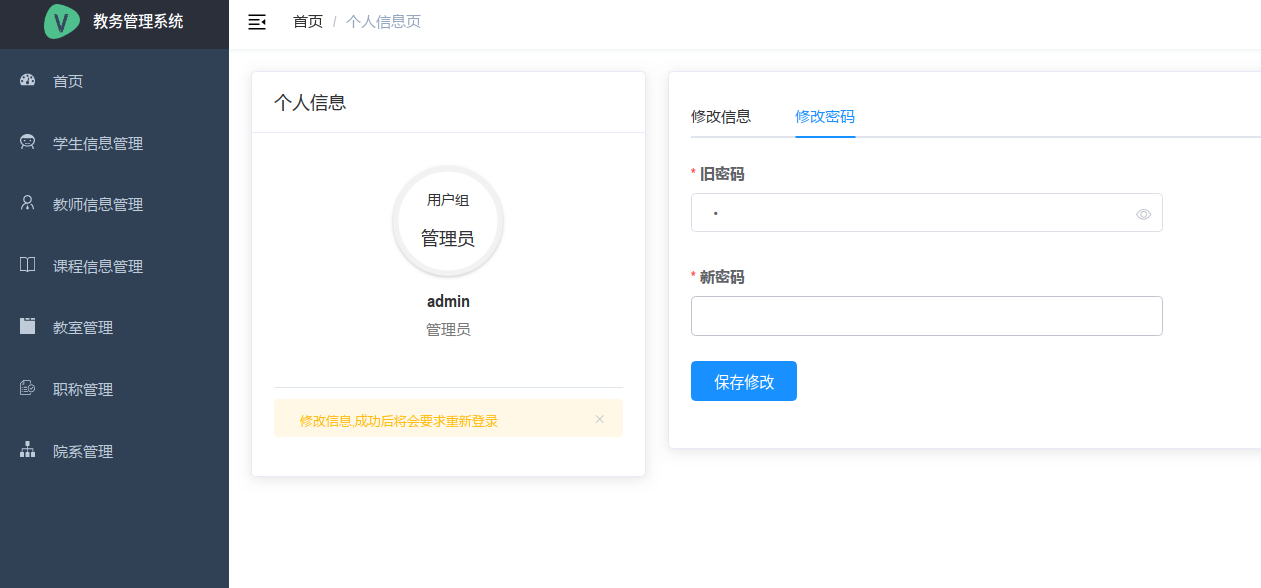 V 教务管理系统
首页 / 个人信息页
首页
学生信息管理
教师信息管理
课程信息管理
教室管理
职称管理
院系管理
个人信息
用户组
管理员
admin
管理员
修改信息,成功后将会要求重新登录
修改信息 修改密码
* 旧密码
* 新密码
保存修改